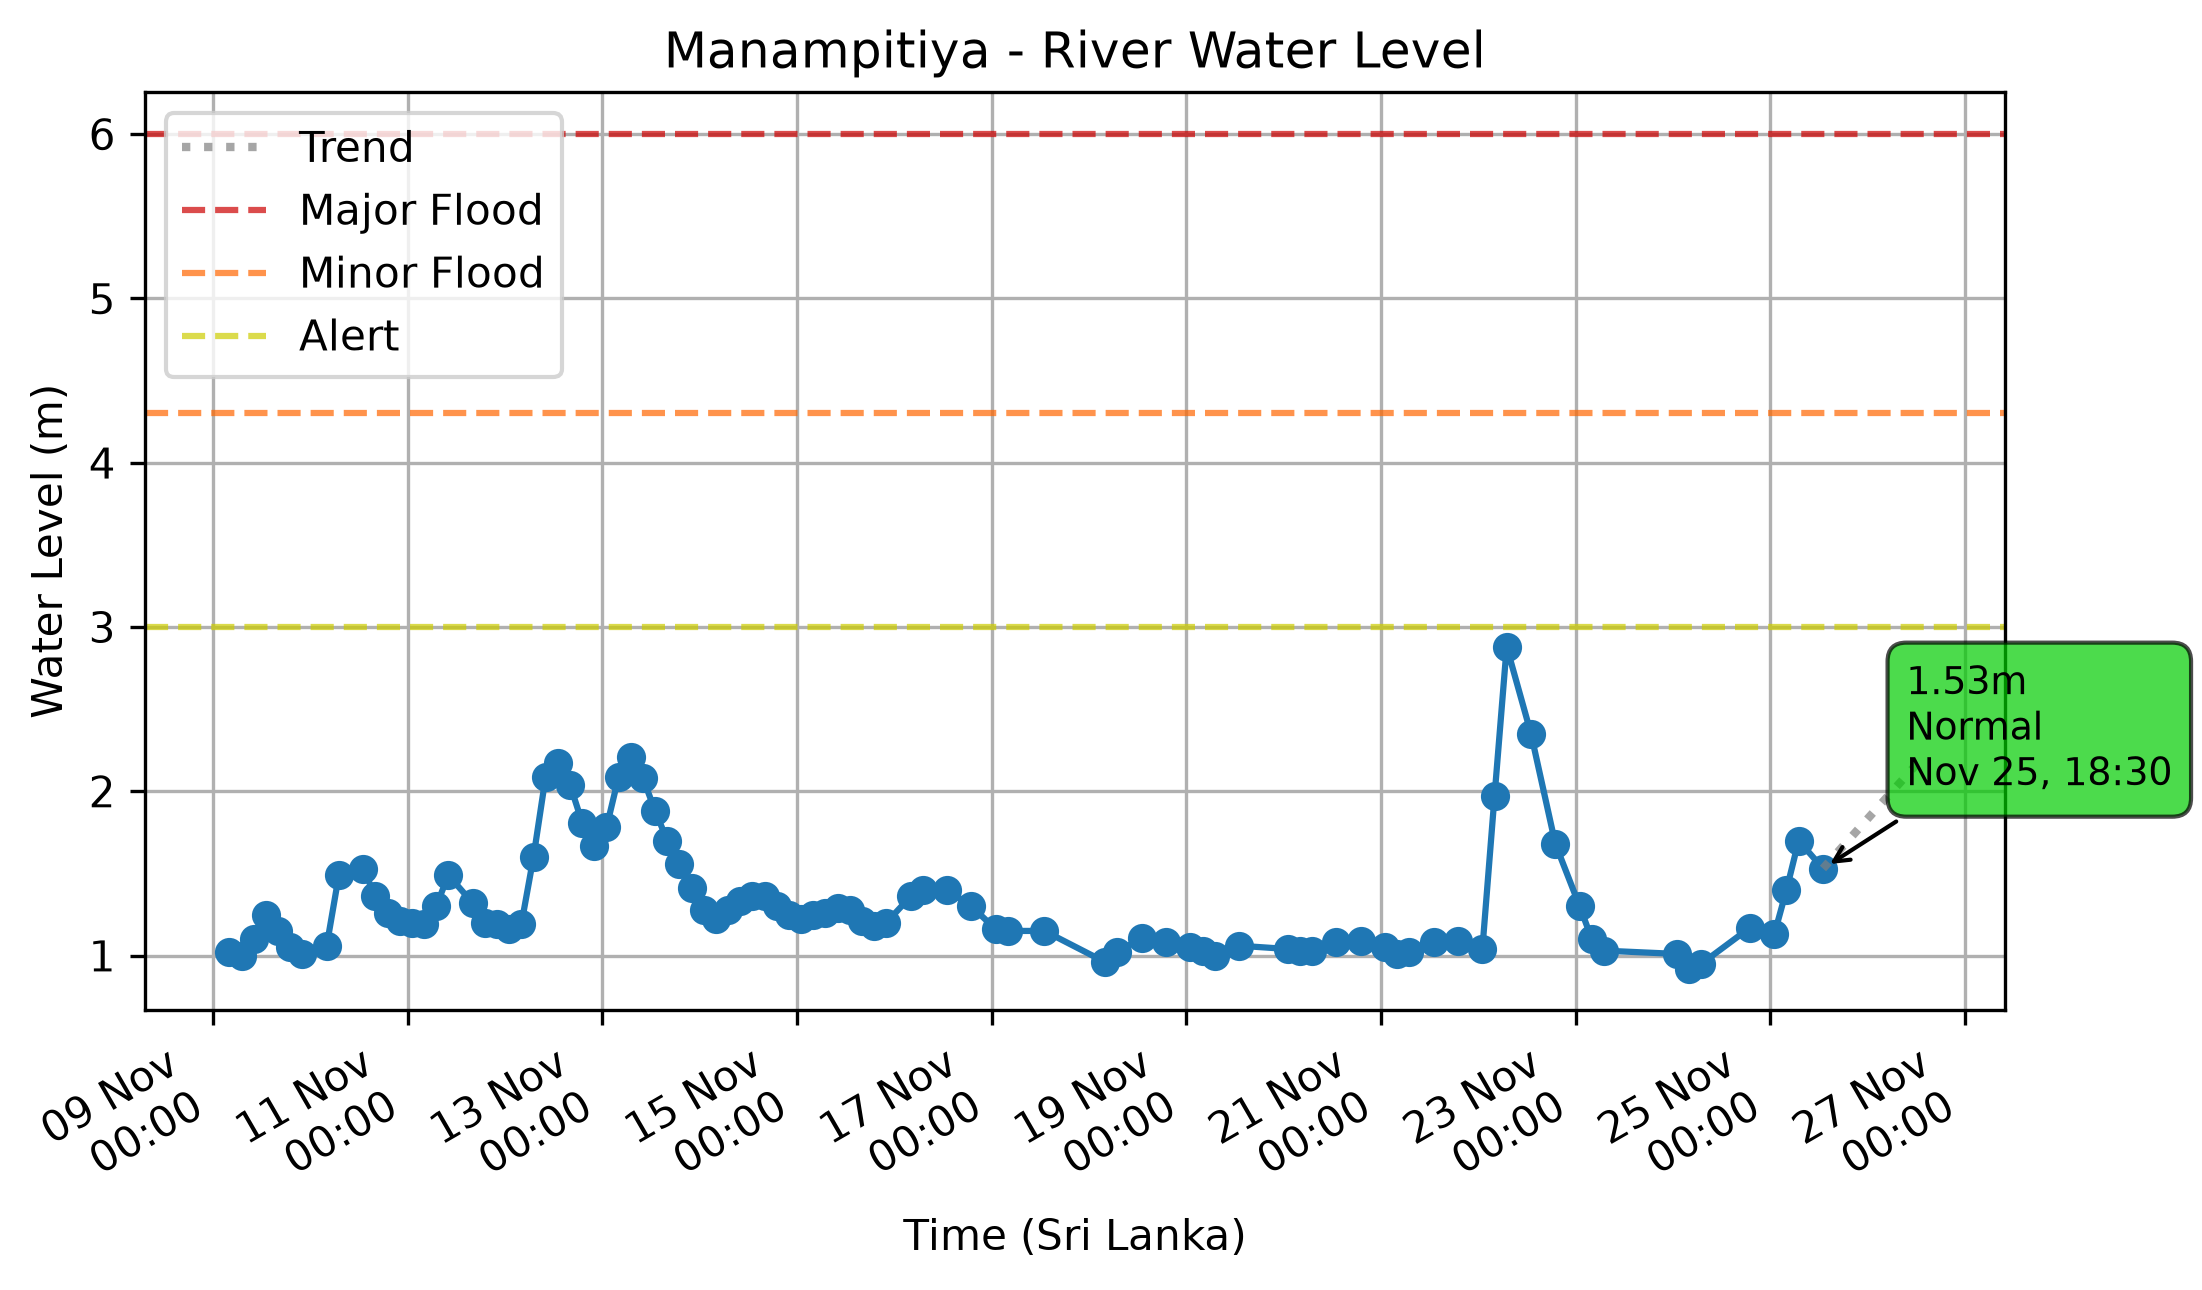 Manampitiya - River Water Level
Trend
Major Flood
Minor Flood
Alert
6
5
4
3
2
1
Water Level (m)
1.53m
Normal
Nov 25, 18:30
09 Nov
00:00
11 Nov
00:00
13 Nov
00:00
15 Nov
00:00
17 Nov
00:00
19 Nov
00:00
21 Nov
00:00
23 Nov
00:00
25 Nov
00:00
27 Nov
00:00
Time (Sri Lanka)